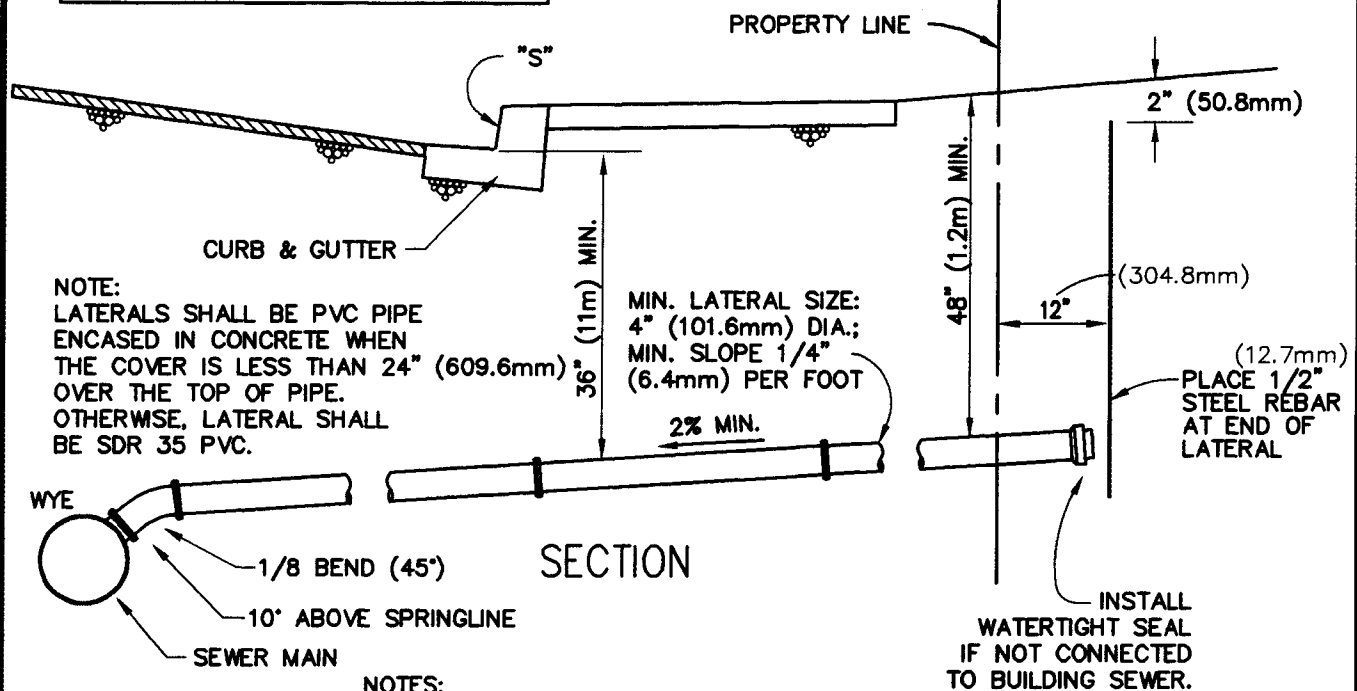 PROPERTY LINE
"S"
2" (50.8mm)
CURB & GUTTER
36" (11m) MIN.
48" (1.2m) MIN.
(304.8mm)
12"
NOTE:
LATERALS SHALL BE PVC PIPE
ENCASED IN CONCRETE WHEN
THE COVER IS LESS THAN 24" (609.6mm)
OVER THE TOP OF PIPE.
OTHERWISE, LATERAL SHALL
BE SDR 35 PVC.
MIN. LATERAL SIZE:
4" (101.6mm) DIA.;
MIN. SLOPE 1/4"
(6.4mm) PER FOOT
(12.7mm)
PLACE 1/2"
STEEL REBAR
AT END OF
LATERAL
2% MIN.
WYE
1/8 BEND (45°)
SECTION
10° ABOVE SPRINGLINE
SEWER MAIN
INSTALL
WATERTIGHT SEAL
IF NOT CONNECTED
TO BUILDING SEWER.
NOTES: